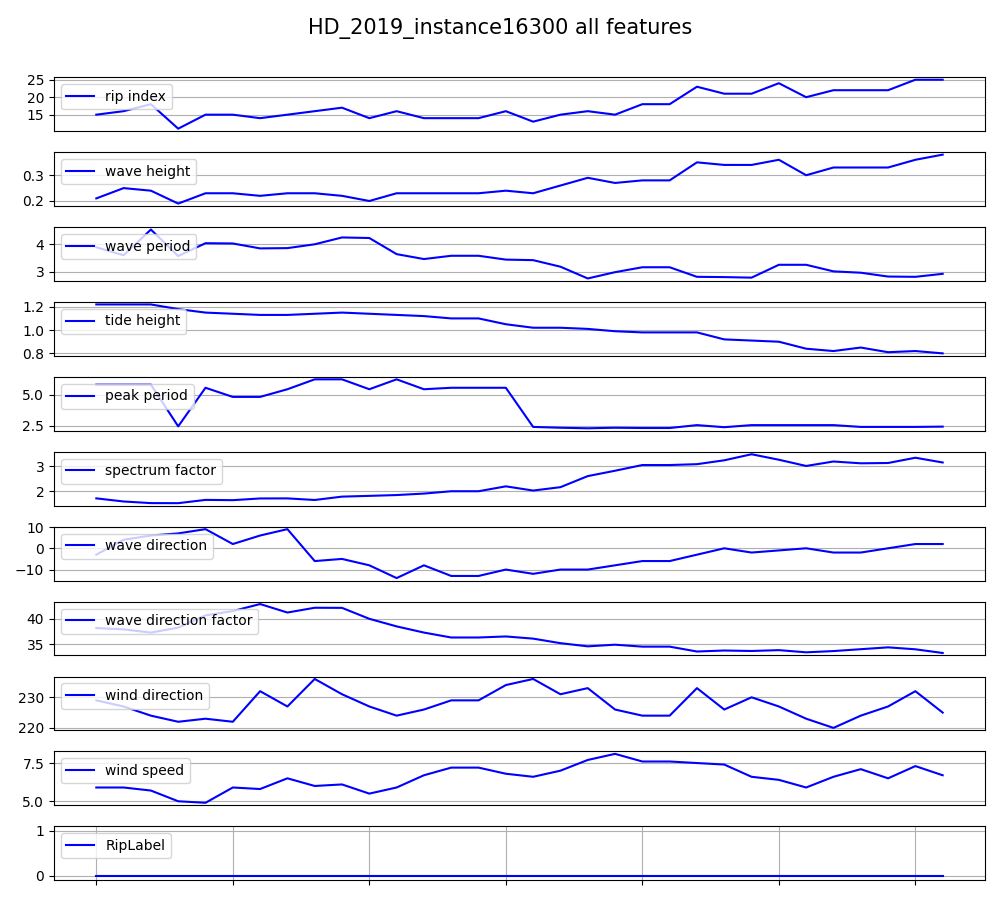 HD_2019_instance16300 all features
25
20
15
rip index
0.3
0.2
wave height
4
3
wave period
1.2
1.0
0.8
tide height
5.0
2.5
peak period
3
2
spectrum factor
10
0
−10
wave direction
40
35
wave direction factor
230
220
wind direction
7.5
5.0
wind speed
1
0
RipLabel